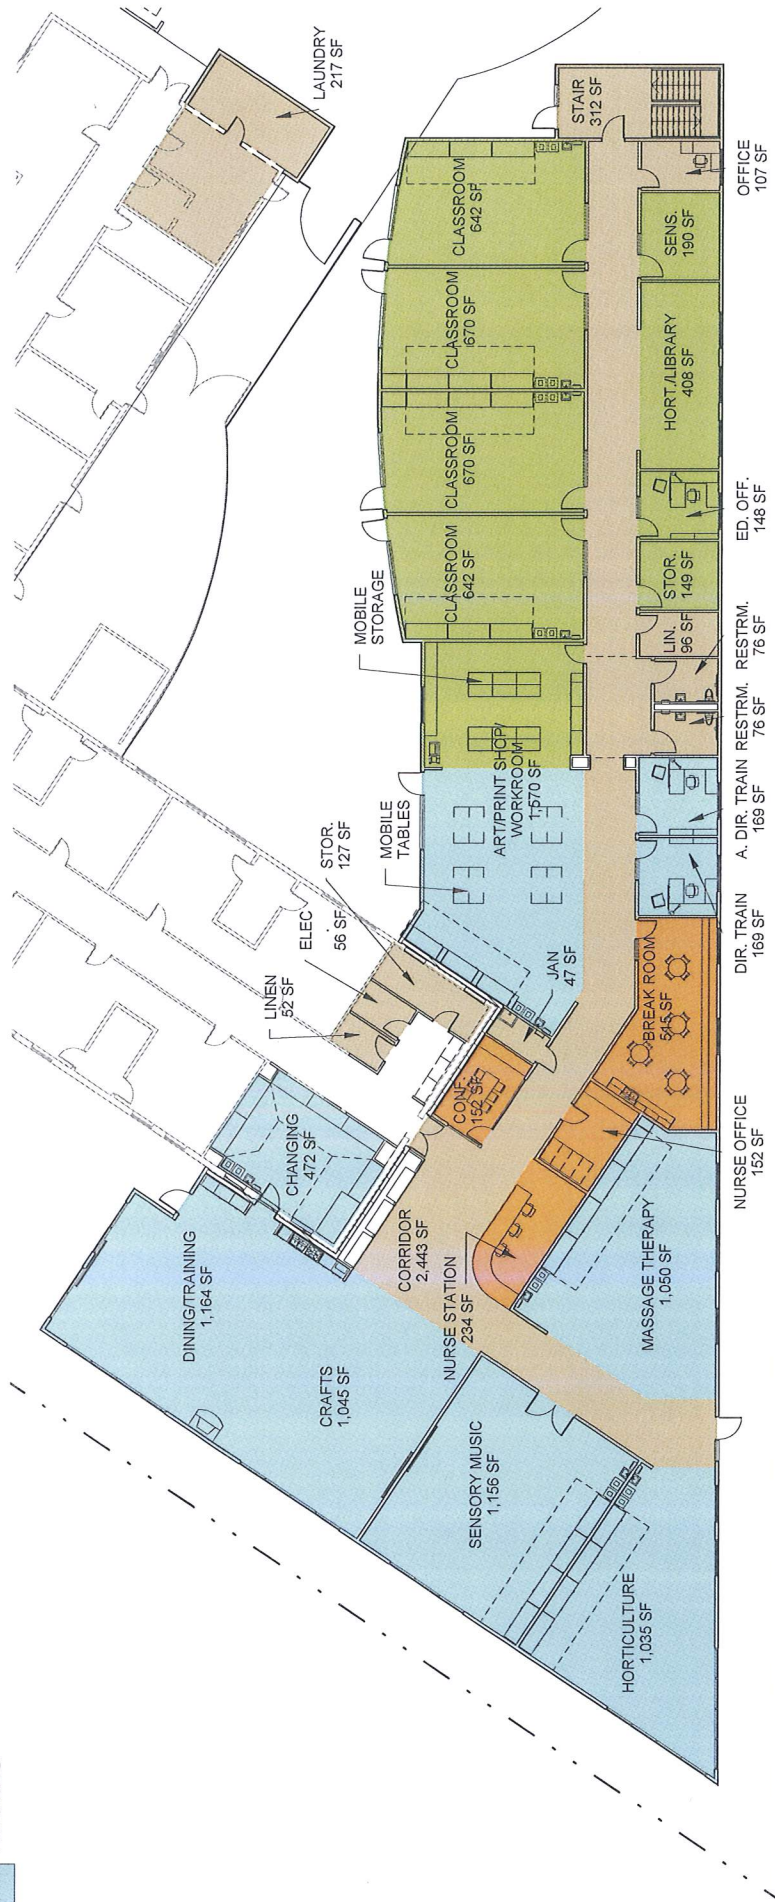 LAUNDRY
217 SF
STAIR
312 SF
OFFICE
107 SF
CLASSROOM
642 SF
SENS.
190 SF
CLASSROOM
670 SF
HORT./LIBRARY
408 SF
CLASSROOM
670 SF
ED. OFF.
148 SF
CLASSROOM
642 SF
STOR.
149 SF
LIN.
96 SF
MOBILE
STORAGE
RESTRM.
76 SF
RESTRM.
76 SF
ART/PRINT SHOP/
WORKROOM
1,570 SF
A. DIR. TRAIN
169 SF
MOBILE
TABLES
DIR. TRAIN
169 SF
STOR.
127 SF
ELEC.
56 SF
LINEN
52 SF
JAN
47 SF
BREAK ROOM
515 SF
CONF.
152 SF
NURSE OFFICE
152 SF
CHANGING
472 SF
CORRIDOR
2,443 SF
NURSE STATION
234 SF
MASSAGE THERAPY
1,050 SF
DINING/TRAINING
1,164 SF
CRAFTS
1,045 SF
SENSORY MUSIC
1,156 SF
HORTICULTURE
1,035 SF